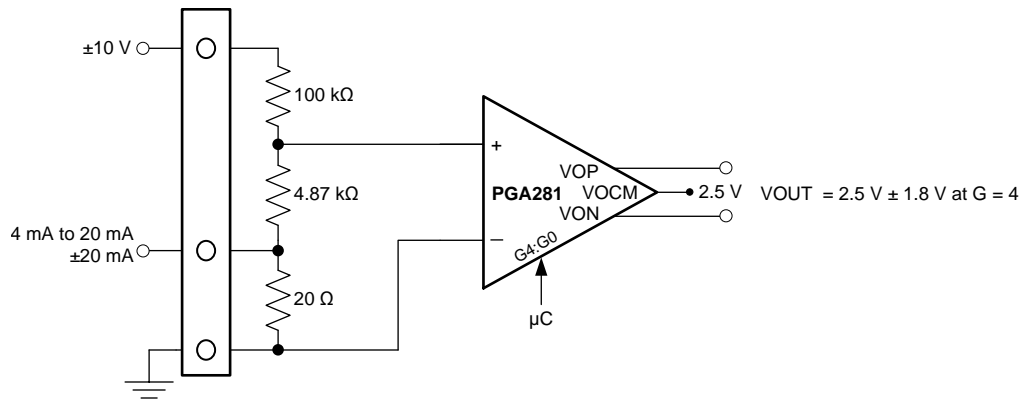 ±10 V
100 kΩ
+
PGA281
VOP
VOCM
VON
2.5 V
VOUT = 2.5 V ± 1.8 V at G = 4
4.87 kΩ
4 mA to 20 mA
±20 mA
−
G4:G0
20 Ω
µC